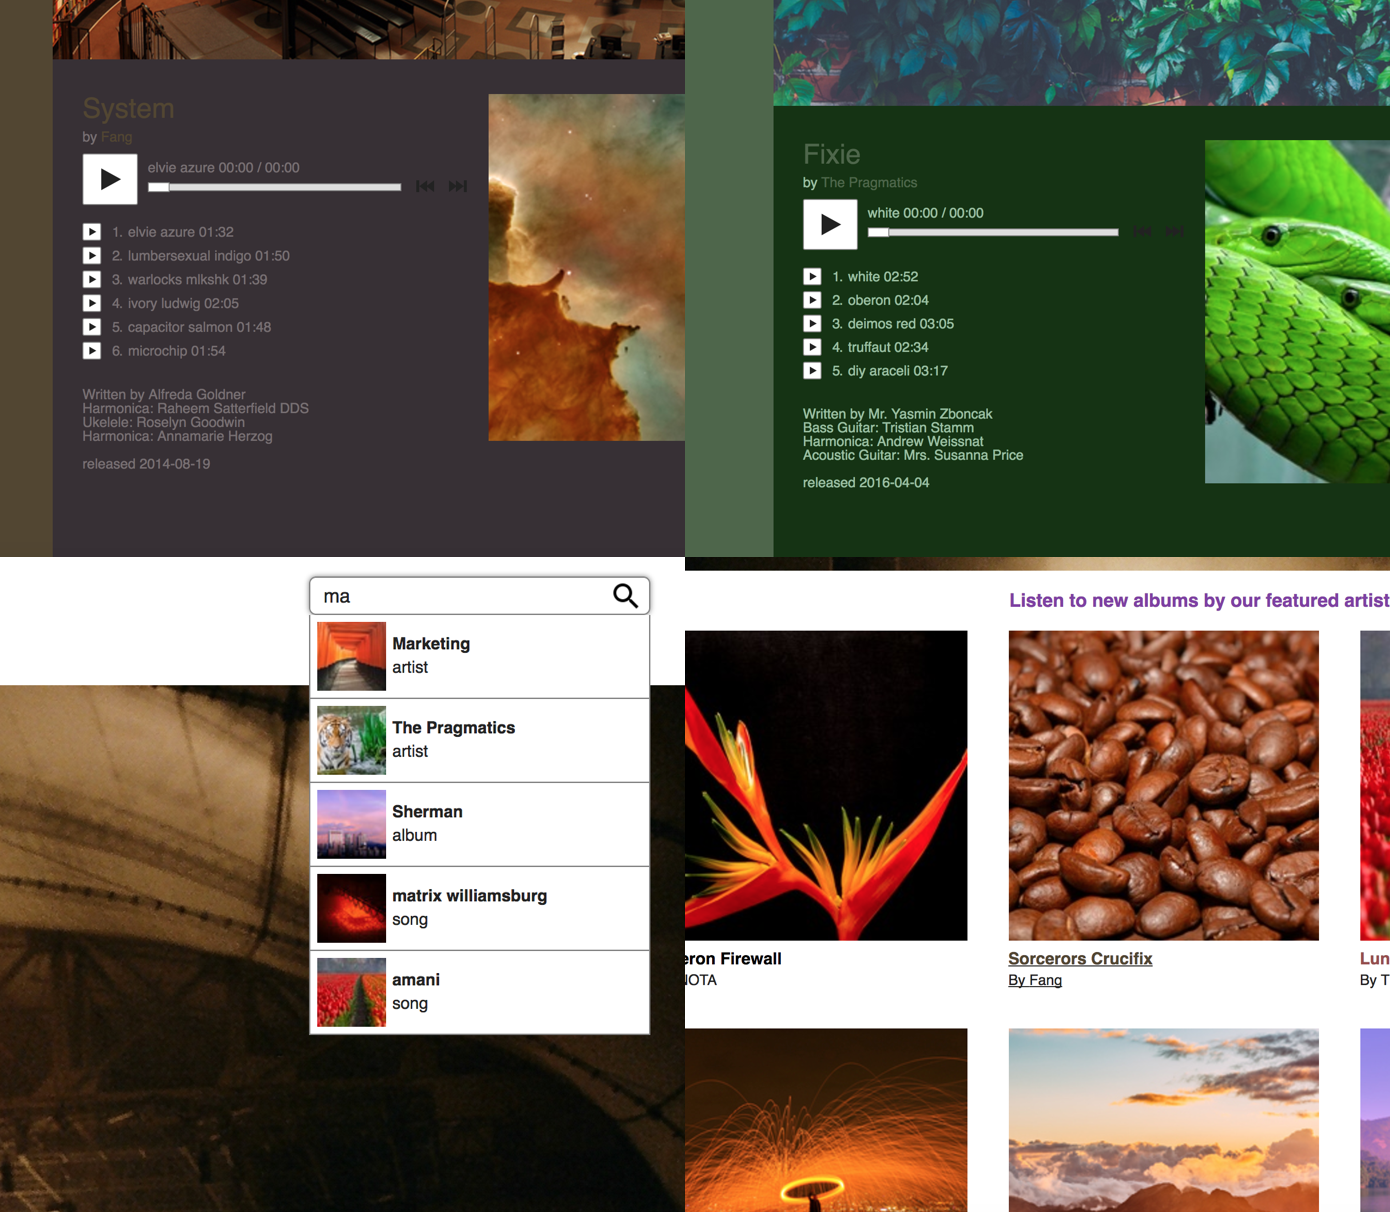 System
by Fang
elvie azure 00:00 / 00:00
1. elvie azure 01:32
2. lumbersexual indigo 01:50
3. warlocks mlkshk 01:39
4. ivory ludwig 02:05
5. capacitor salmon 01:48
6. microchip 01:54
Written by Alfreda Goldner
Harmonica: Raheem Satterfield DDS
Ukelele: Roselyn Goodwin
Harmonica: Annamarie Herzog
released 2014-08-19
Fixie
by The Pragmatics
white 00:00 / 00:00
1. white 02:52
2. oberon 02:04
3. deimos red 03:05
4. truffaut 02:34
5. diy araceli 03:17
Written by Mr. Yasmin Zboncak
Bass Guitar: Tristian Stamm
Harmonica: Andrew Weissnat
Acoustic Guitar: Mrs. Susanna Price
released 2016-04-04
ma
Marketing
artist
The Pragmatics
artist
Sherman
album
matrix williamsburg
song
amani
song
Listen to new albums by our featured artist
eron Firewall
NOTA
Sorcerors Crucifix
By Fang
Lun
By T